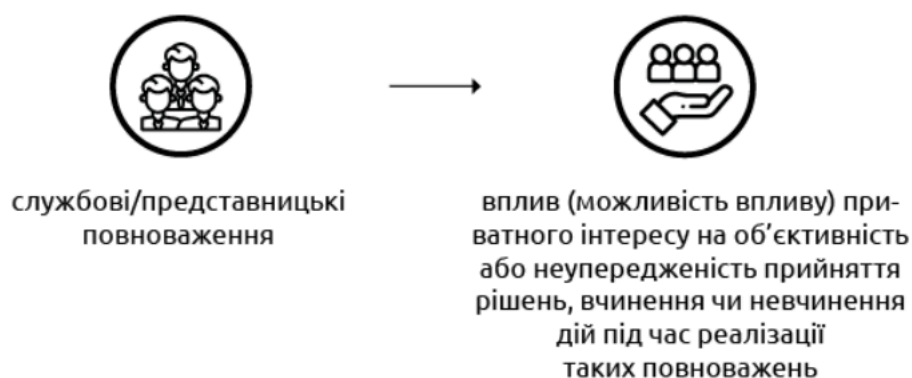 службові/представницькі
повноваження
вплив (можливість впливу) при-
ватного інтересу на об’єктивність
або неупередженість прийняття
рішень, вчинення чи невчинення
дій під час реалізації
таких повноважень